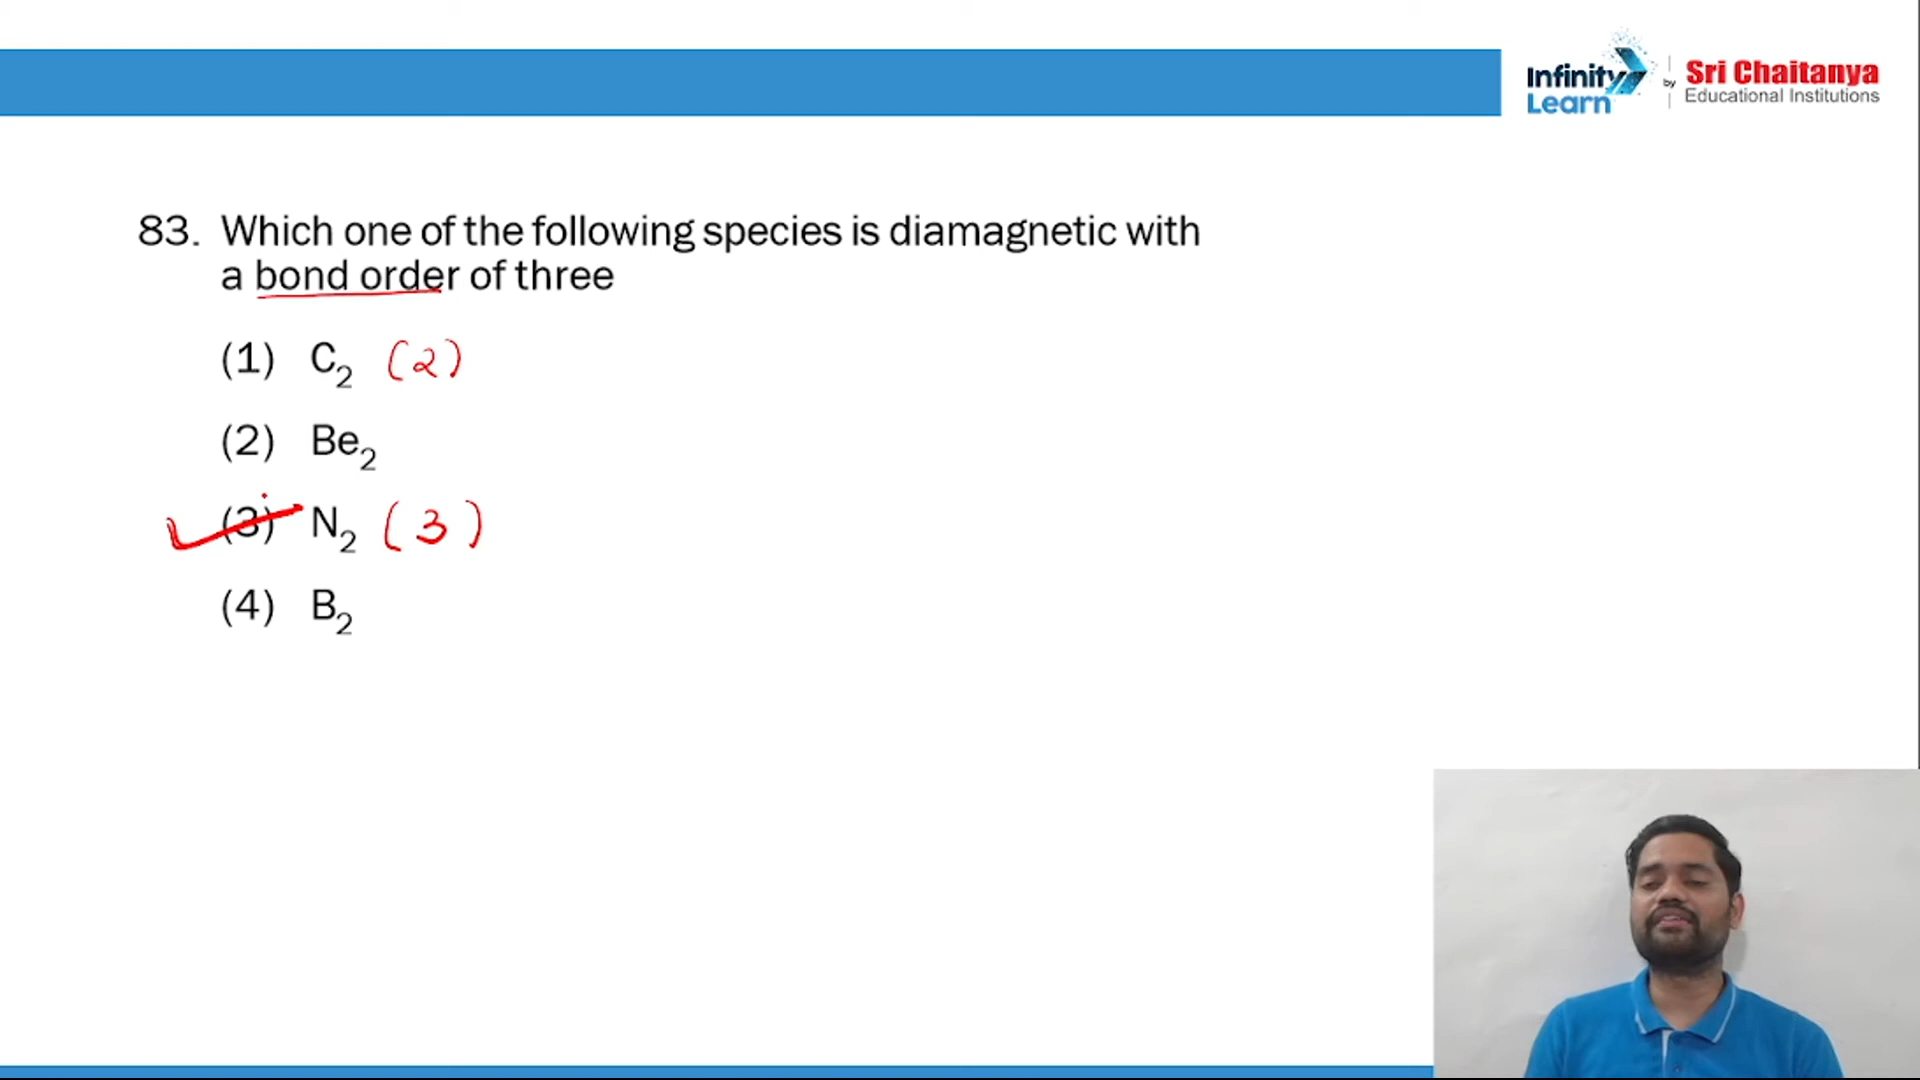 Infinity Learn
by
Sri Chaitanya
Educational Institutions
83. Which one of the following species is diamagnetic with
a bond order of three
(1) C₂ (2)
(2) Be₂
(3) N₂ (3)
(4) B₂